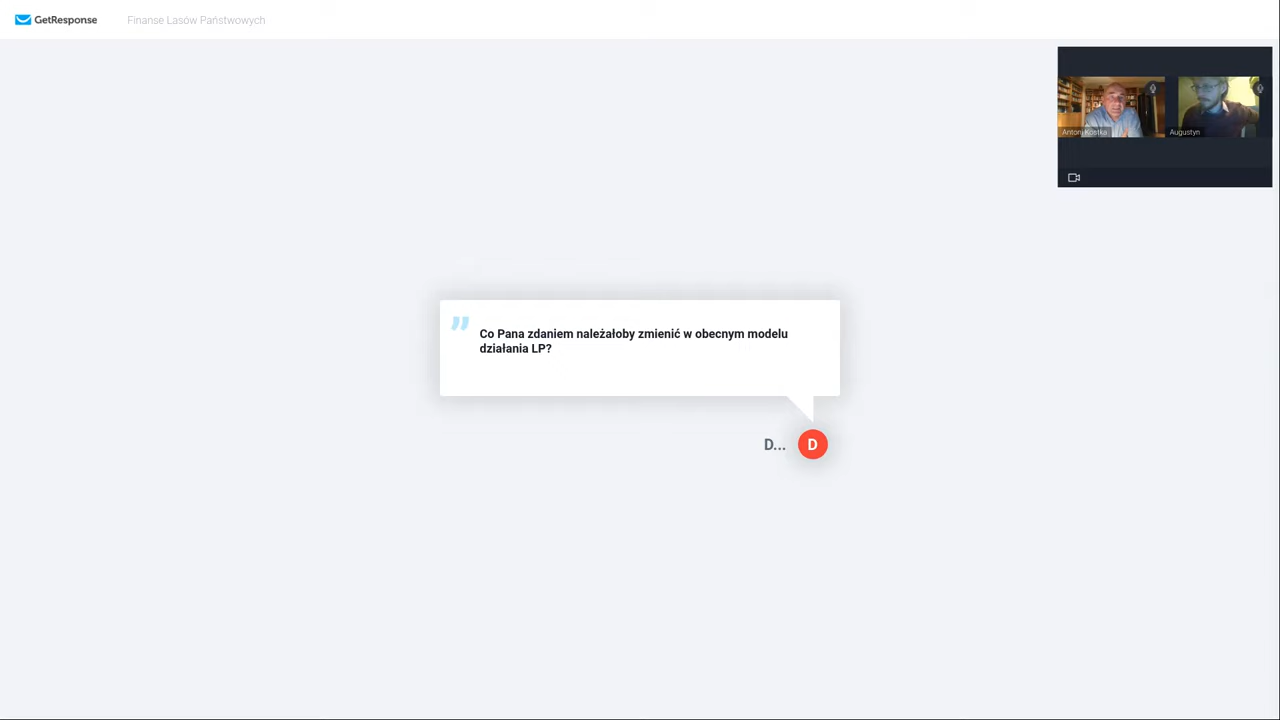 GetResponse
Finanse Lasów Państwowych
Antoni Kostka
Augustyn
”
Co Pana zdaniem należałoby zmienić w obecnym modelu
działania LP?
D...
D